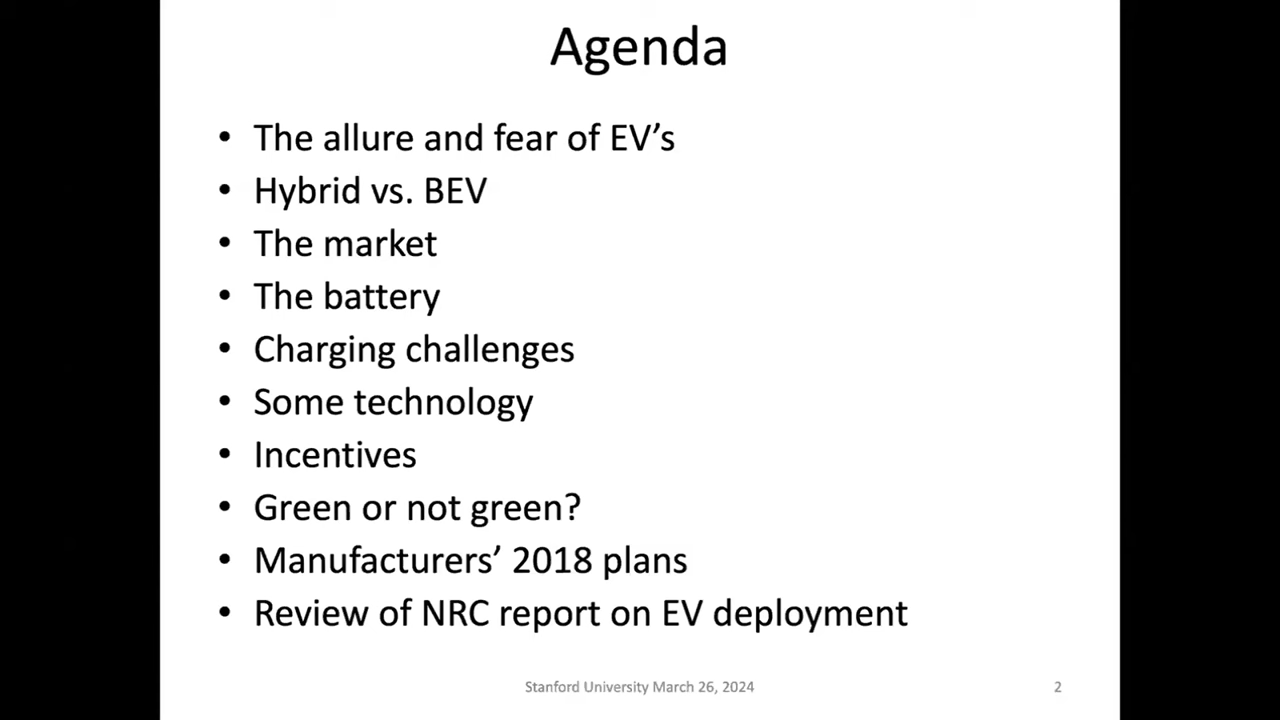 Agenda
• The allure and fear of EV’s
• Hybrid vs. BEV
• The market
• The battery
• Charging challenges
• Some technology
• Incentives
• Green or not green?
• Manufacturers’ 2018 plans
• Review of NRC report on EV deployment
Stanford University March 26, 2024
2